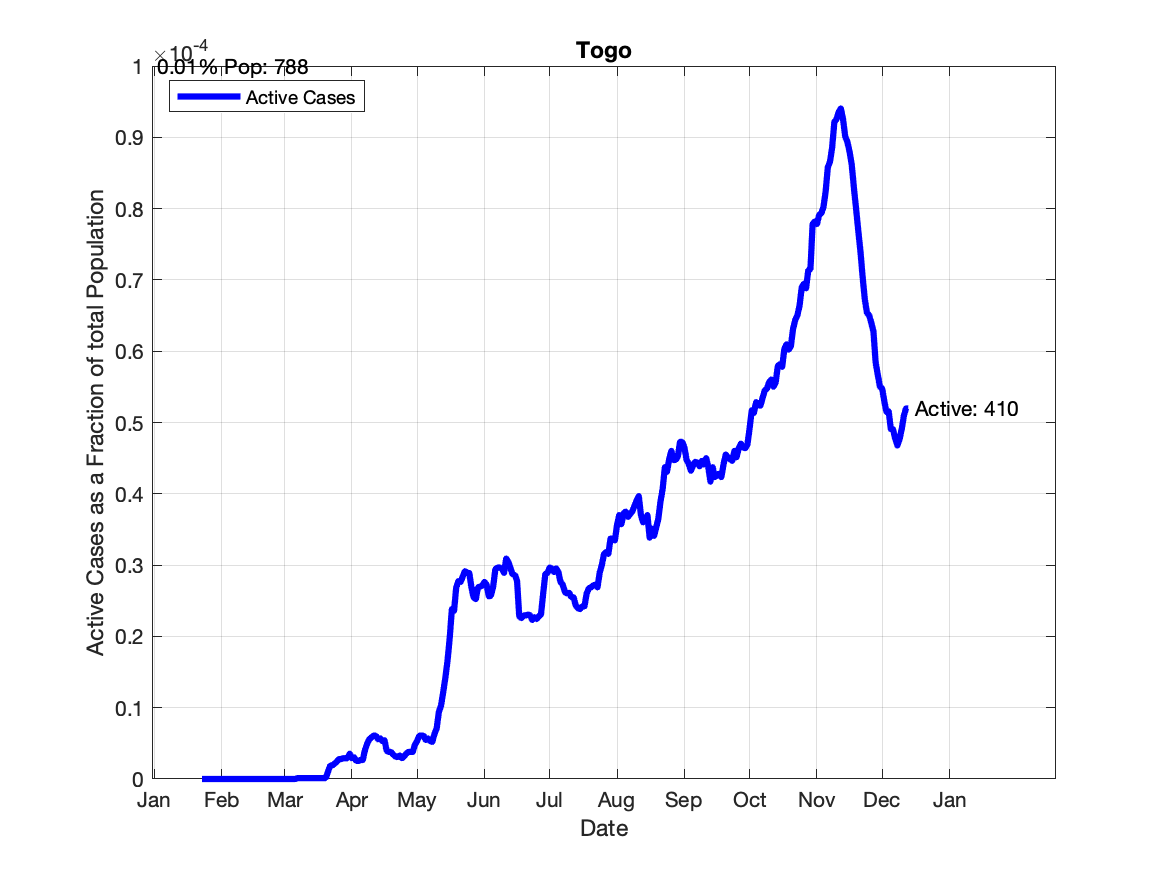 Togo
×10-4
0.01% Pop: 788
Active Cases
1
0.9
0.8
0.7
0.6
0.5
0.4
0.3
0.2
0.1
0
Active Cases as a Fraction of total Population
Active: 410
Jan Feb Mar Apr May Jun Jul Aug Sep Oct Nov Dec Jan
Date